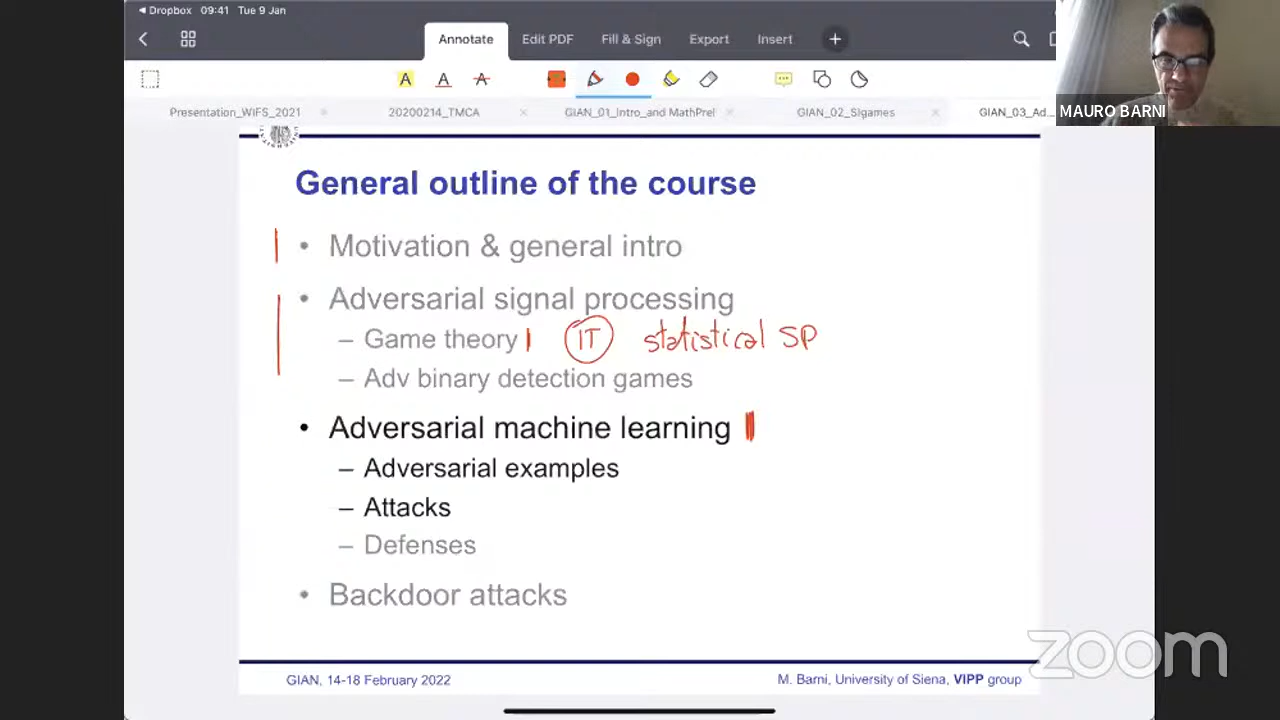 Dropbox 09:41 Tue 9 Jan
Annotate Edit PDF Fill & Sign Export Insert
A A A
Presentation_WIFS_2021 20200214_TMCA GIAN_01_Intro_and MathPrel GIAN_02_SIgames GIAN_03_Ad...
MAURO BARNI
General outline of the course
• Motivation & general intro
• Adversarial signal processing
– Game theory IT statistical SP
– Adv binary detection games
• Adversarial machine learning
– Adversarial examples
– Attacks
– Defenses
• Backdoor attacks
zoom
GIAN, 14-18 February 2022 M. Barni, University of Siena, VIPP group